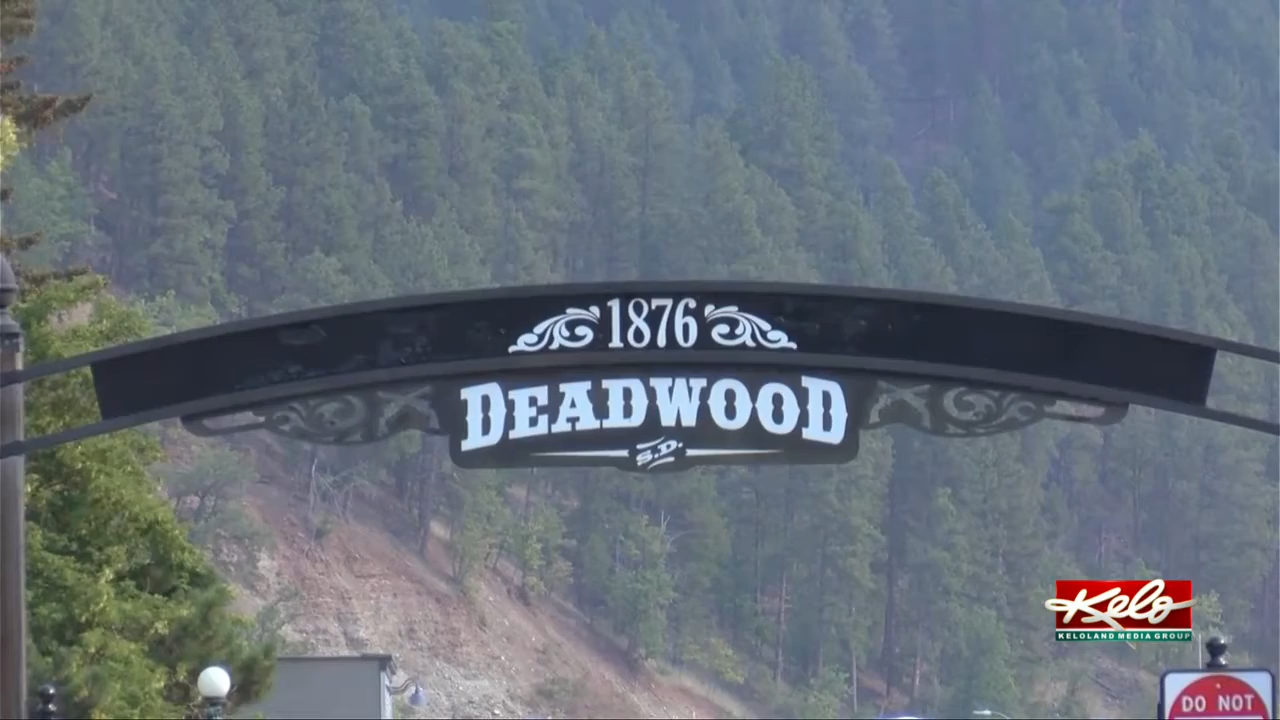 1876
DEADWOOD
S.D.
Kelo
KELOLAND MEDIA GROUP
DO NOT